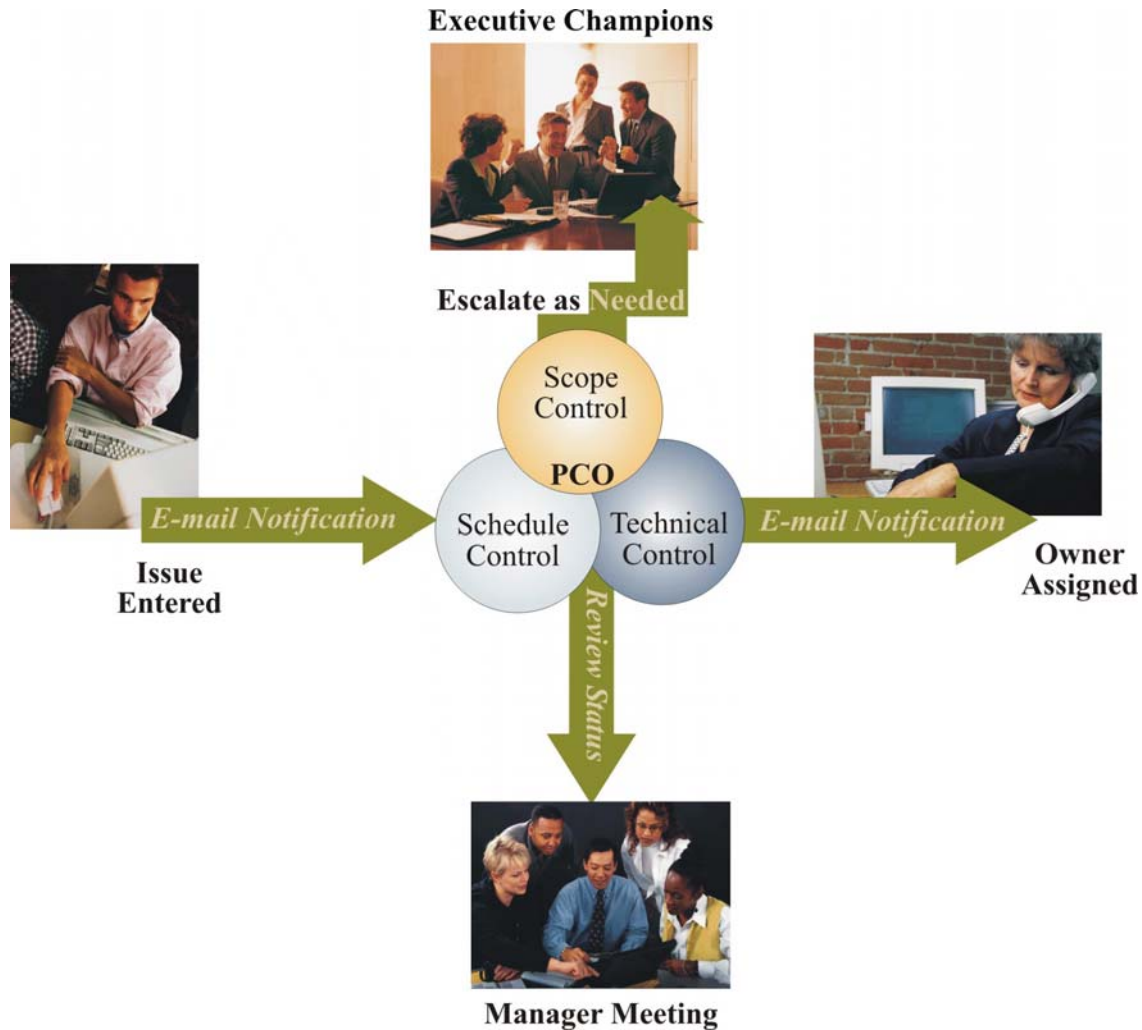 Executive Champions
Escalate as Needed
Scope
Control
PCO
Schedule
Control
Technical
Control
E-mail Notification
Issue
Entered
E-mail Notification
Owner
Assigned
Review Status
Manager Meeting